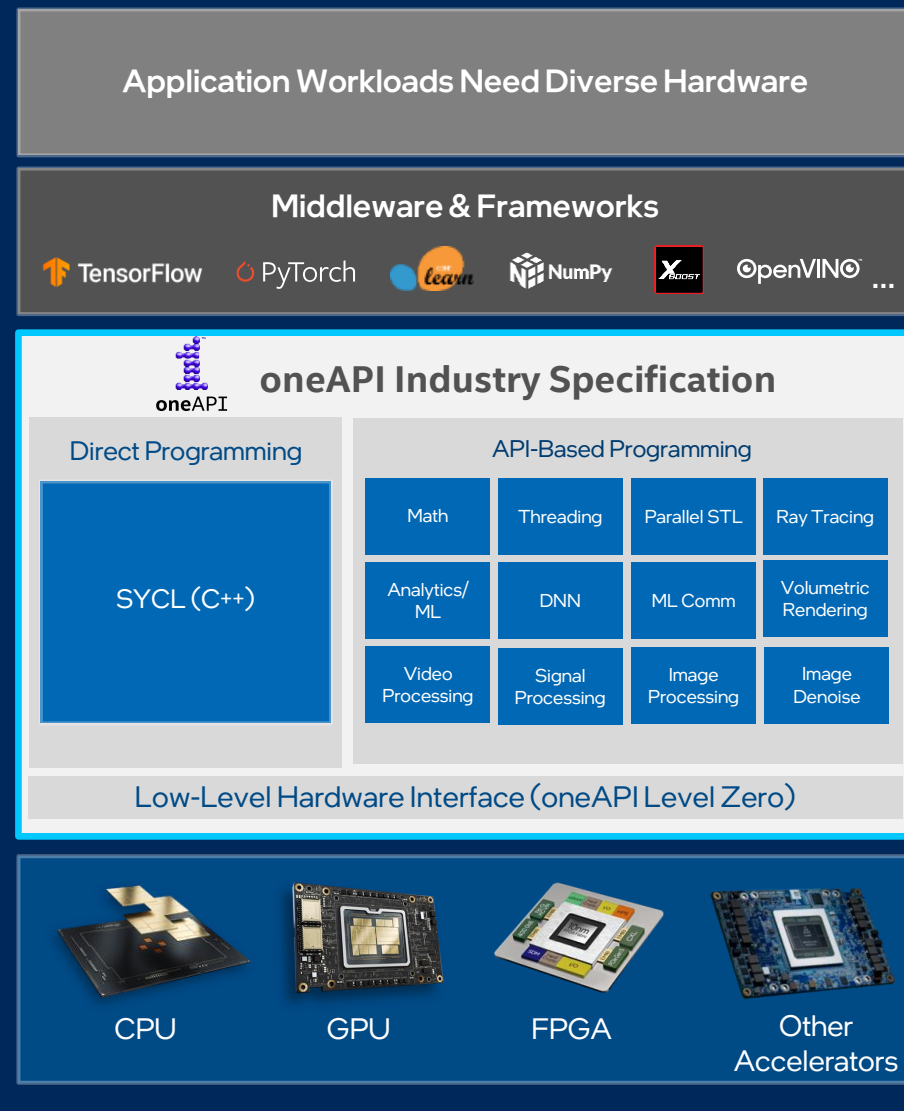 Application Workloads Need Diverse Hardware
Middleware & Frameworks
TensorFlow
PyTorch
learn
NumPy
XBOOST
OpenVINO
...
oneAPI
oneAPI Industry Specification
Direct Programming
SYCL (C++)
API-Based Programming
Math
Threading
Parallel STL
Ray Tracing
Analytics/
ML
DNN
ML Comm
Volumetric
Rendering
Video
Processing
Signal
Processing
Image
Processing
Image
Denoise
Low-Level Hardware Interface (oneAPI Level Zero)
10nm
I/O
CPU
GPU
FPGA
Other
Accelerators